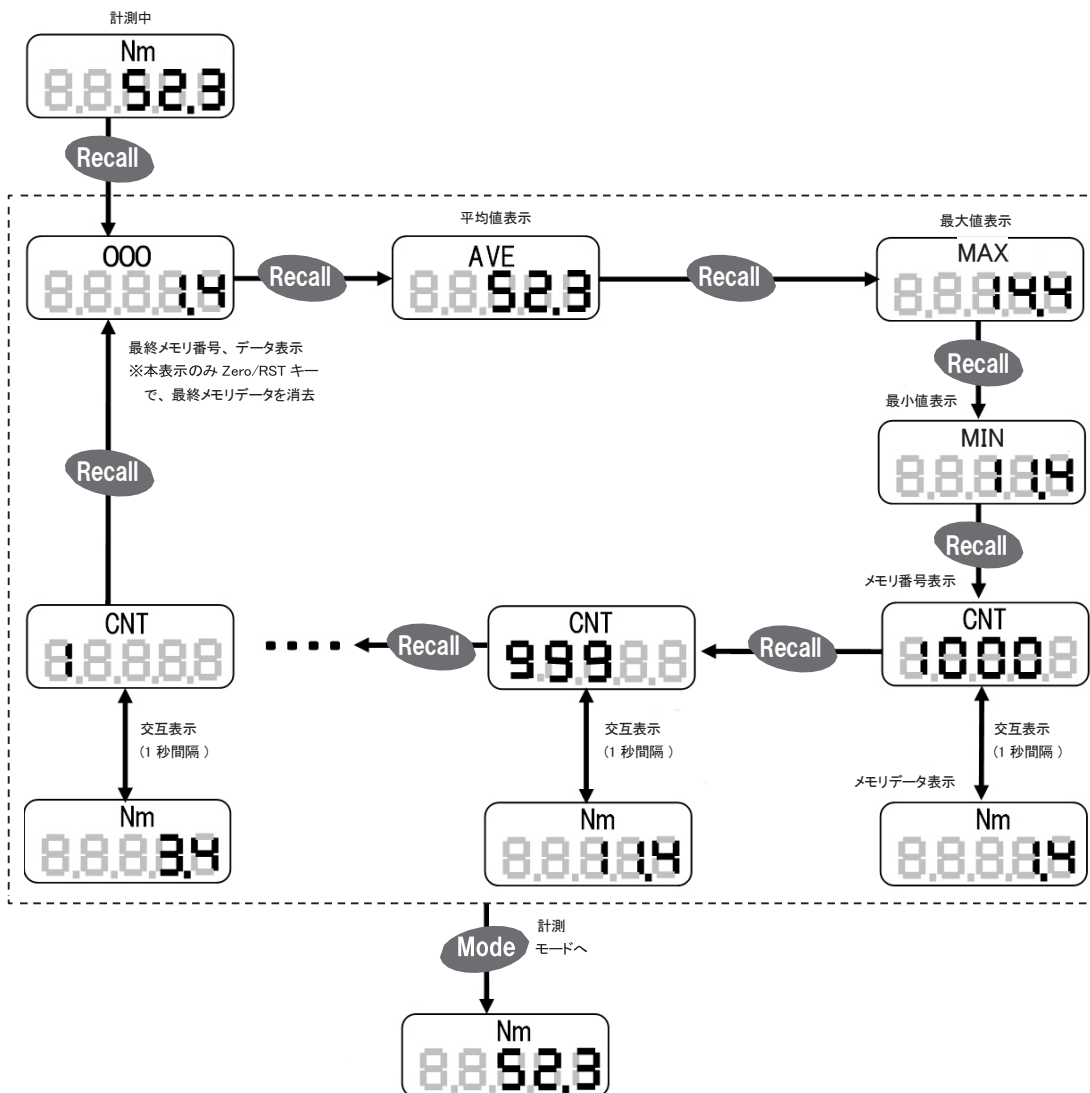 計測中
Nm
52.3
Recall
000
1.4
最終メモリ番号、データ表示
※本表示のみ Zero/RST キー
で、最終メモリデータを消去
Recall
平均値表示
AVE
52.3
Recall
最大値表示
MAX
14.4
Recall
最小値表示
MIN
11.4
Recall
メモリ番号表示
CNT
1000
交互表示
(1 秒間隔 )
メモリデータ表示
Nm
1.4
Recall
CNT
999
交互表示
(1 秒間隔 )
Nm
11.4
Recall
CNT
1
交互表示
(1 秒間隔 )
Nm
3.4
Recall
Mode
計測
モードへ
Nm
52.3